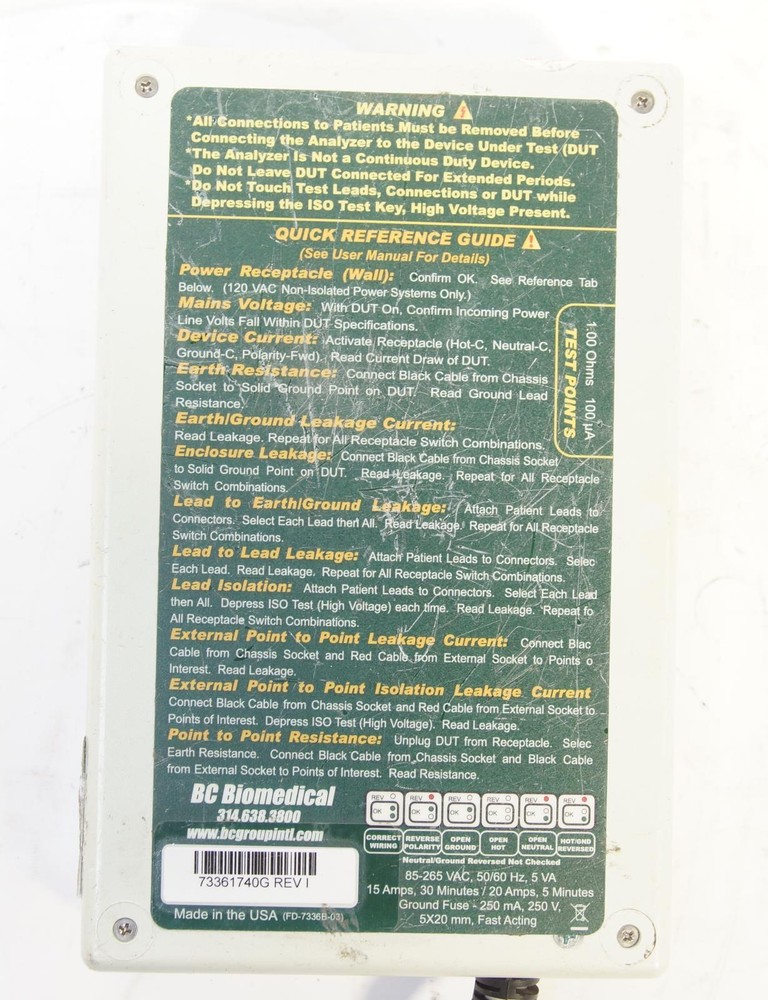 WARNING
*All Connections to Patients Must be Removed Before
Connecting the Analyzer to the Device Under Test (DUT
*The Analyzer Is Not a Continuous Duty Device.
Do Not Leave DUT Connected For Extended Periods.
*Do Not Touch Test Leads, Connections or DUT while
Depressing the ISO Test Key, High Voltage Present.
QUICK REFERENCE GUIDE
(See User Manual For Details)
Power Receptacle (Wall): Confirm OK. See Reference Tab
Below. (120 VAC Non-Isolated Power Systems Only.)
Mains Voltage: With DUT On, Confirm Incoming Power
Line Volts Fall Within DUT Specifications.
Device Current: Activate Receptacle (Hot-C, Neutral-C,
Ground-C, Polarity-Fwd). Read Current Draw of DUT.
Earth Resistance: Connect Black Cable from Chassis
Socket to Solid Ground Point on DUT. Read Ground Lead
Resistance.
Earth/Ground Leakage Current:
Read Leakage. Repeat for All Receptacle Switch Combinations.
TEST POINTS
1.00 Ohms 100 µA
Enclosure Leakage: Connect Black Cable from Chassis Socket
to Solid Ground Point on DUT. Read Leakage. Repeat for All Receptacle
Switch Combinations.
Lead to Earth/Ground Leakage: Attach Patient Leads to
Connectors. Select Each Lead then All. Read Leakage. Repeat for All Receptacle
Switch Combinations.
Lead to Lead Leakage: Attach Patient Leads to Connectors. Selec
Each Lead. Read Leakage. Repeat for All Receptacle Switch Combinations.
Lead Isolation: Attach Patient Leads to Connectors. Select Each Lead
then All. Depress ISO Test (High Voltage) each time. Read Leakage. Repeat fo
All Receptacle Switch Combinations.
External Point to Point Leakage Current: Connect Blac
Cable from Chassis Socket and Red Cable from External Socket to Points o
Interest. Read Leakage.
External Point to Point Isolation Leakage Current
Connect Black Cable from Chassis Socket and Red Cable from External Socket to
Points of Interest. Depress ISO Test (High Voltage). Read Leakage.
Point to Point Resistance: Unplug DUT from Receptacle. Selec
Earth Resistance. Connect Black Cable from Chassis Socket and Black Cable
from External Socket to Points of Interest. Read Resistance.
BC Biomedical
314.638.3800
www.bcgroupintl.com
REV REV REV REV REV REV
OK OK OK OK OK OK
CORRECT WIRING
REVERSE POLARITY
OPEN GROUND
OPEN HOT
OPEN NEUTRAL
HOT/GND REVERSED
Neutral/Ground Reversed Not Checked
73361740G REV I
85-265 VAC, 50/60 Hz, 5 VA
15 Amps, 30 Minutes / 20 Amps, 5 Minutes
Ground Fuse - 250 mA, 250 V,
5X20 mm, Fast Acting
Made in the USA (FD-7336B-03)